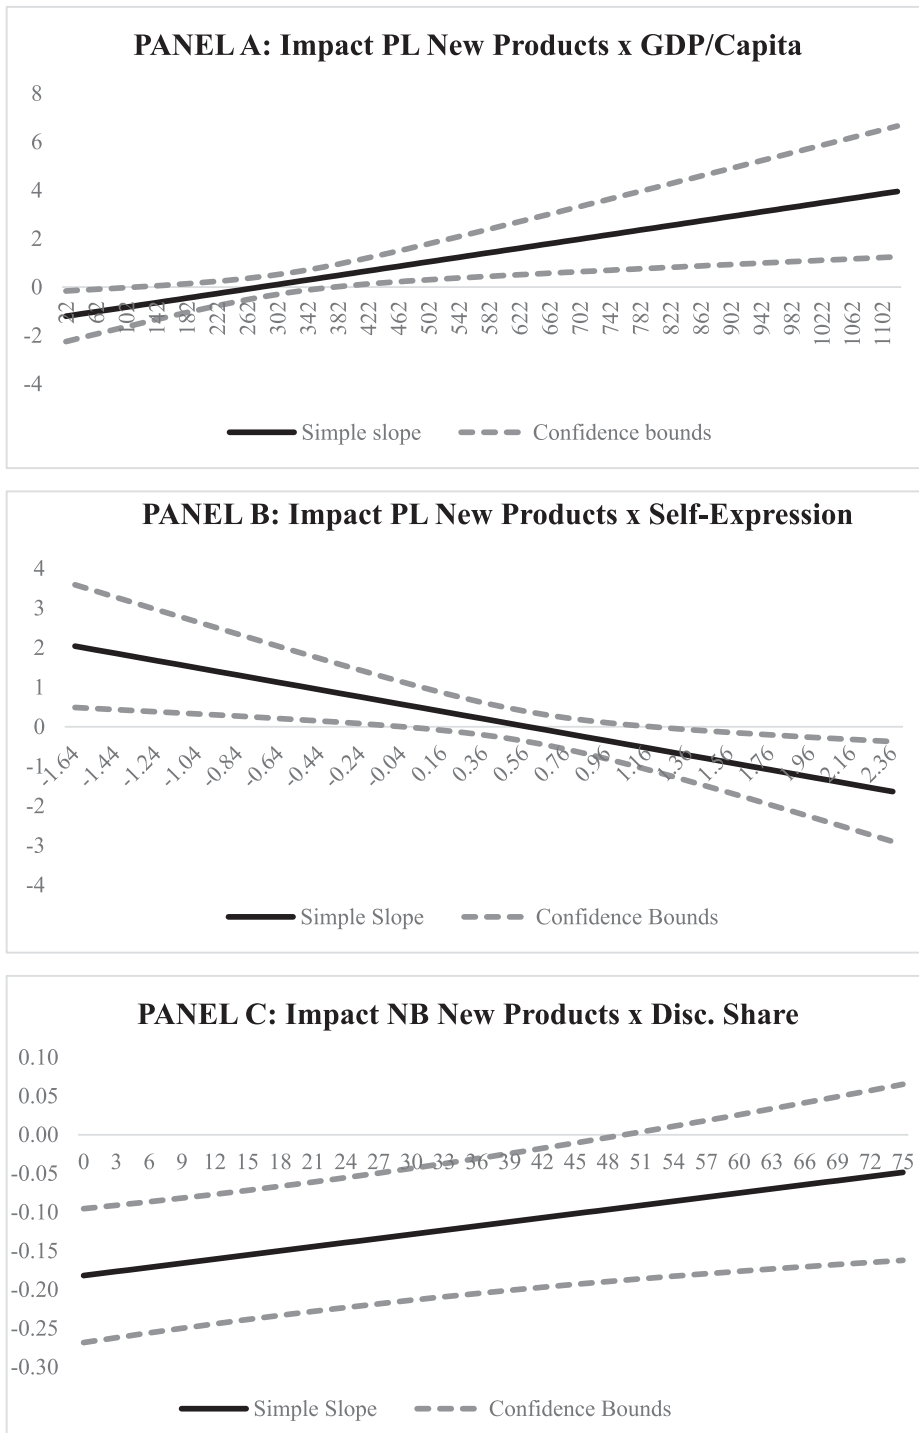 PANEL A: Impact PL New Products x GDP/Capita
8
6
4
2
0
-2
-4
22 62 102 142 182 222 262 302 342 382 422 462 502 542 582 622 662 702 742 782 822 862 902 942 982 1022 1062 1102
Simple slope Confidence bounds
PANEL B: Impact PL New Products x Self-Expression
4
3
2
1
0
-1
-2
-3
-4
-1.64 -1.44 -1.24 -1.04 -0.84 -0.64 -0.44 -0.24 -0.04 0.16 0.36 0.56 0.76 0.96 1.16 1.36 1.56 1.76 1.96 2.16 2.36
Simple Slope Confidence Bounds
PANEL C: Impact NB New Products x Disc. Share
0.10
0.05
0.00
0 3 6 9 12 15 18 21 24 27 30 33 36 39 42 45 48 51 54 57 60 63 66 69 72 75
-0.05
-0.10
-0.15
-0.20
-0.25
-0.30
Simple Slope Confidence Bounds